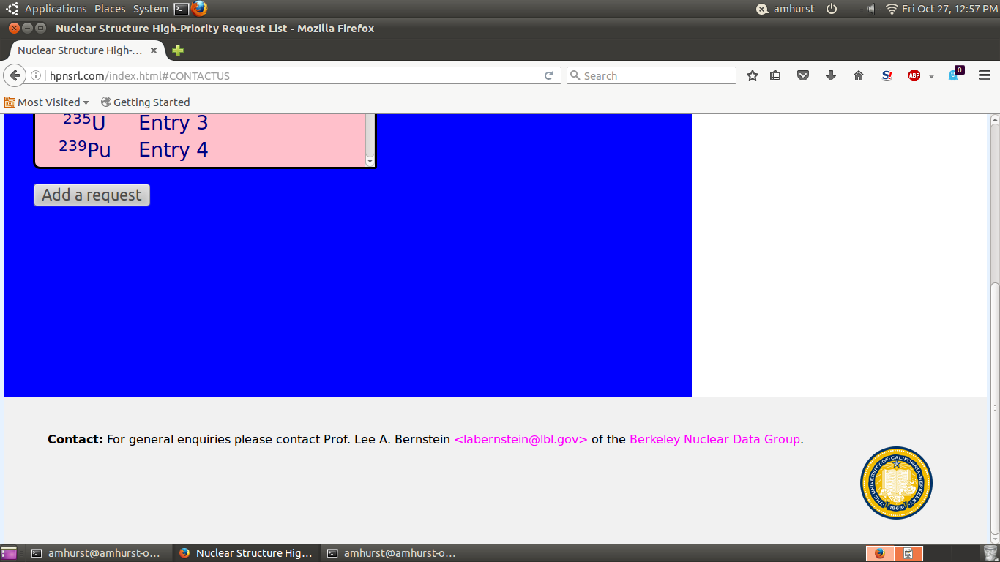 Applications Places System
amhurst
Fri Oct 27, 12:57 PM
Nuclear Structure High-Priority Request List - Mozilla Firefox
Nuclear Structure High-...
hpnsrl.com/index.html#CONTACTUS
Search
S!
ABP
0
Most Visited
Getting Started
235U Entry 3
239Pu Entry 4
Add a request
Contact: For general enquiries please contact Prof. Lee A. Bernstein <labernstein@lbl.gov> of the Berkeley Nuclear Data Group.
THE·UNIVERSITY·OF·CALIFORNIA·BERKELEY
·1868·
amhurst@amhurst-o...
Nuclear Structure Hig...
amhurst@amhurst-o...